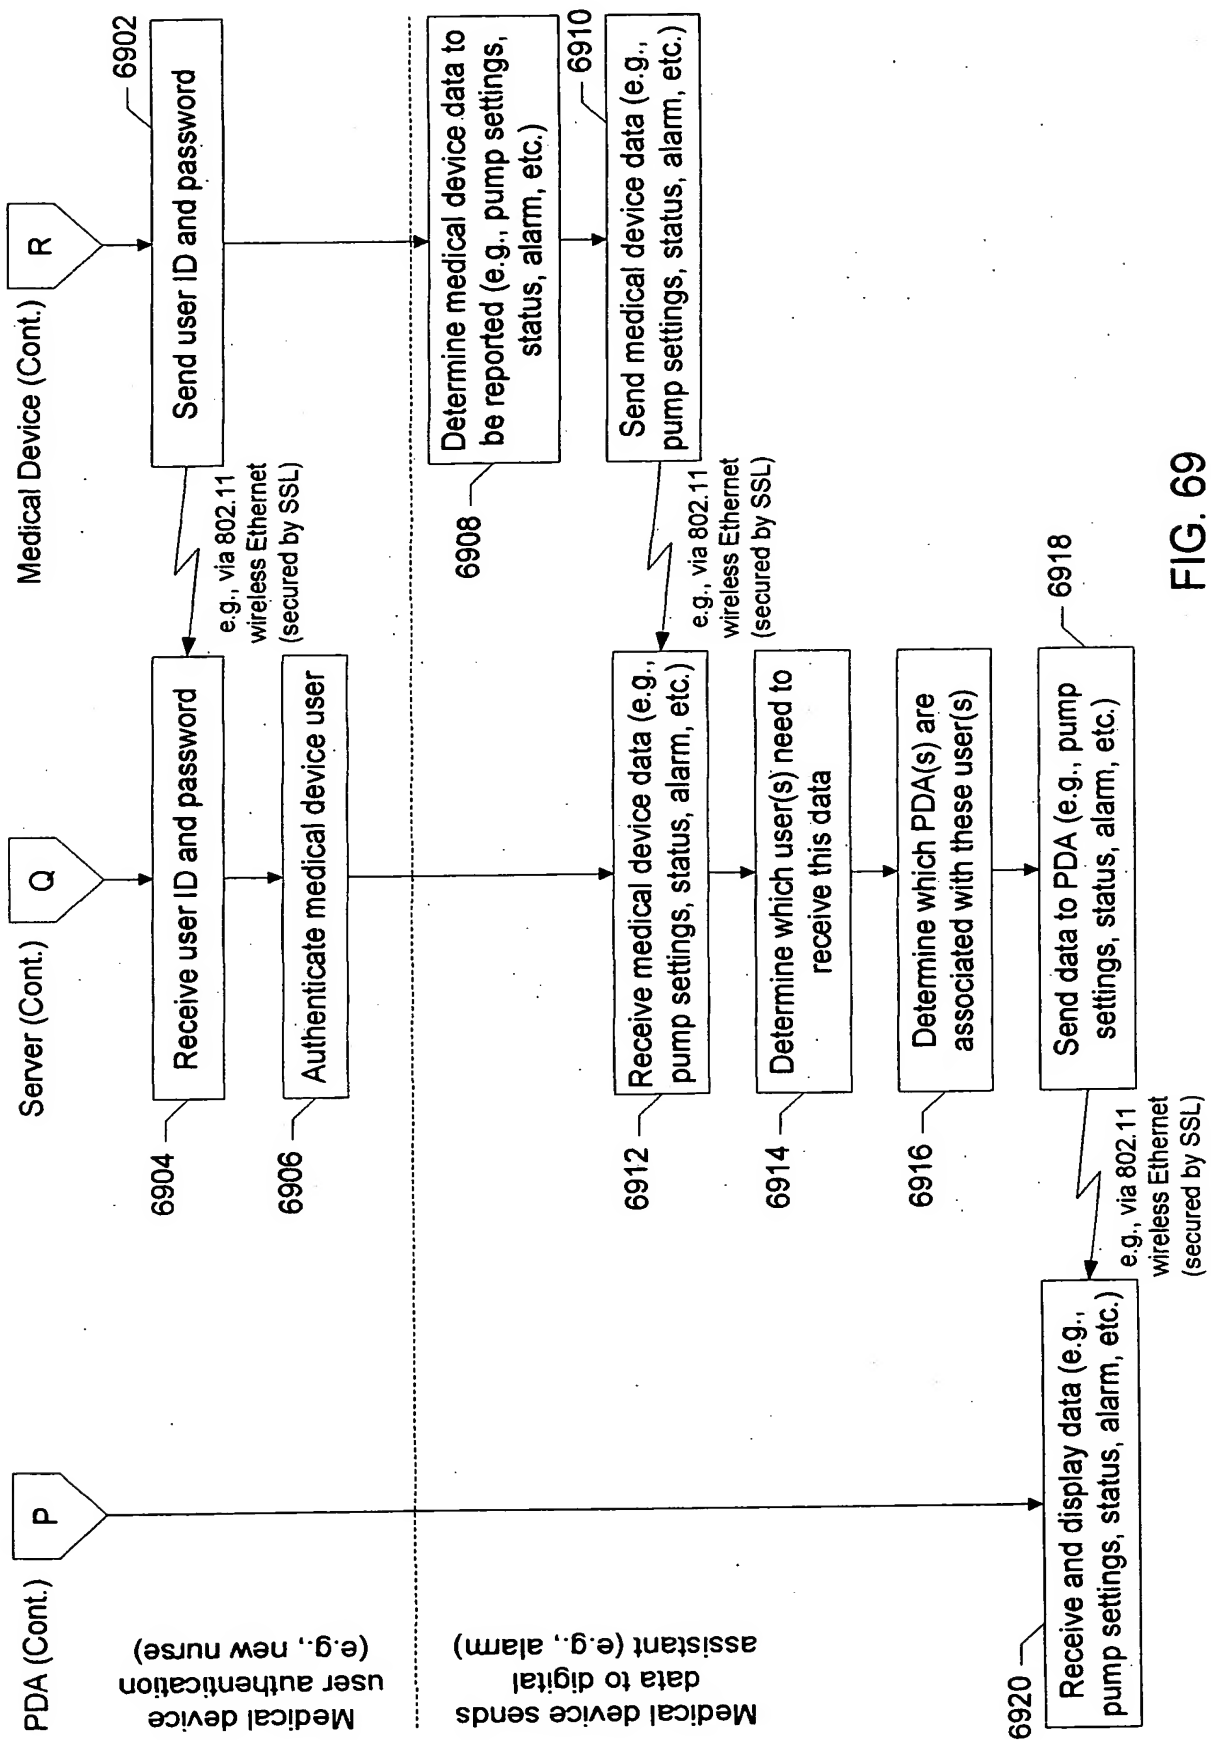 PDA (Cont.)
Server (Cont.)
Medical Device (Cont.)
P
Q
R
Medical device
user authentication
(e.g., new nurse)
6902
Send user ID and password
e.g., via 802.11
wireless Ethernet
(secured by SSL)
6904
Receive user ID and password
6906
Authenticate medical device user
Medical device sends
data to digital
assistant (e.g., alarm)
6908
Determine medical device data to
be reported (e.g., pump settings,
status, alarm, etc.)
6910
Send medical device data (e.g.,
pump settings, status, alarm, etc.)
e.g., via 802.11
wireless Ethernet
(secured by SSL)
6912
Receive medical device data (e.g.,
pump settings, status, alarm, etc.)
6914
Determine which user(s) need to
receive this data
6916
Determine which PDA(s) are
associated with these user(s)
6918
Send data to PDA (e.g., pump
settings, status, alarm, etc.)
e.g., via 802.11
wireless Ethernet
(secured by SSL)
6920
Receive and display data (e.g.,
pump settings, status, alarm, etc.)
FIG. 69